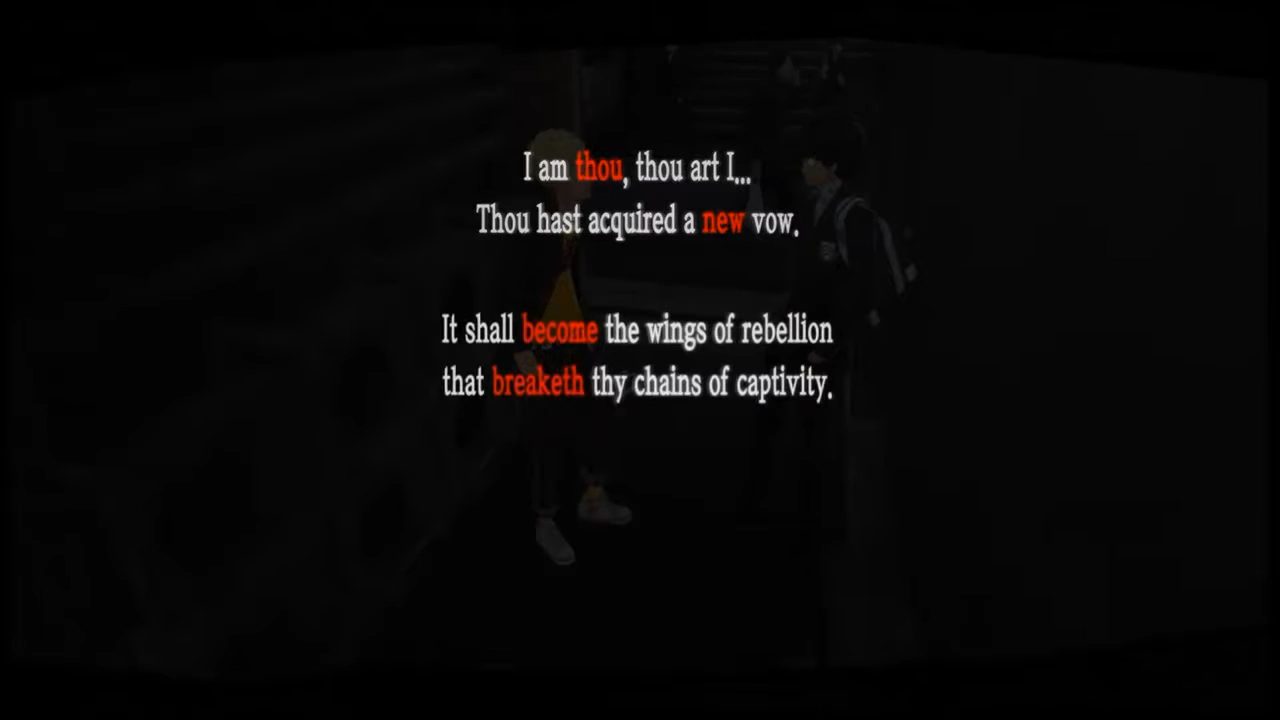 I am thou, thou art I...
Thou hast acquired a new vow.
It shall become the wings of rebellion
that breaketh thy chains of captivity.